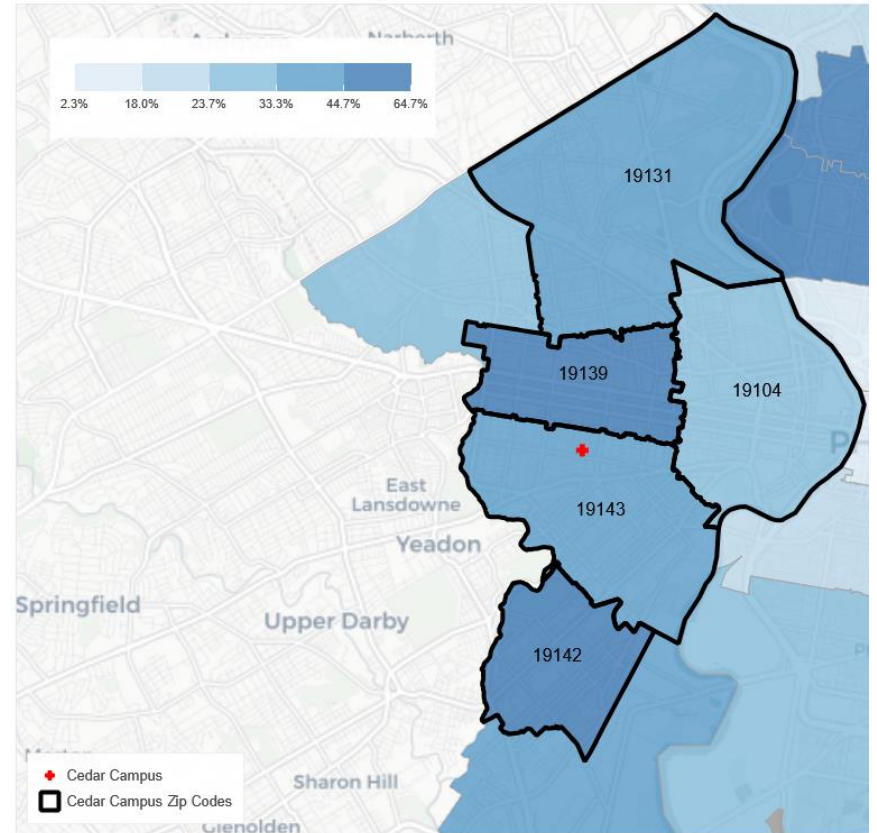 Narberth
2.3% 18.0% 23.7% 33.3% 44.7% 64.7%
19131
19139
19104
East
Lansdowne
19143
Yeadon
Springfield
Upper Darby
19142
Cedar Campus
Sharon Hill
Cedar Campus Zip Codes
Glenolden